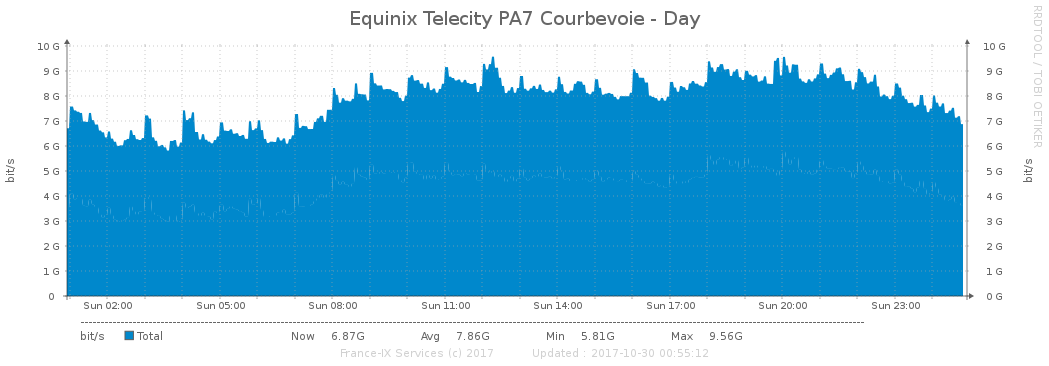 Equinix Telecity PA7 Courbevoie - Day
RRDTOOL / TOBI OETIKER
bit/s
10 G
9 G
8 G
7 G
6 G
5 G
4 G
3 G
2 G
1 G
0
10 G
9 G
8 G
7 G
6 G
5 G
4 G
3 G
2 G
1 G
0 G
bit/s
Sun 02:00 Sun 05:00 Sun 08:00 Sun 11:00 Sun 14:00 Sun 17:00 Sun 20:00 Sun 23:00
bit/s Total Now 6.87G Avg 7.86G Min 5.81G Max 9.56G
France-IX Services (c) 2017 Updated : 2017-10-30 00:55:12